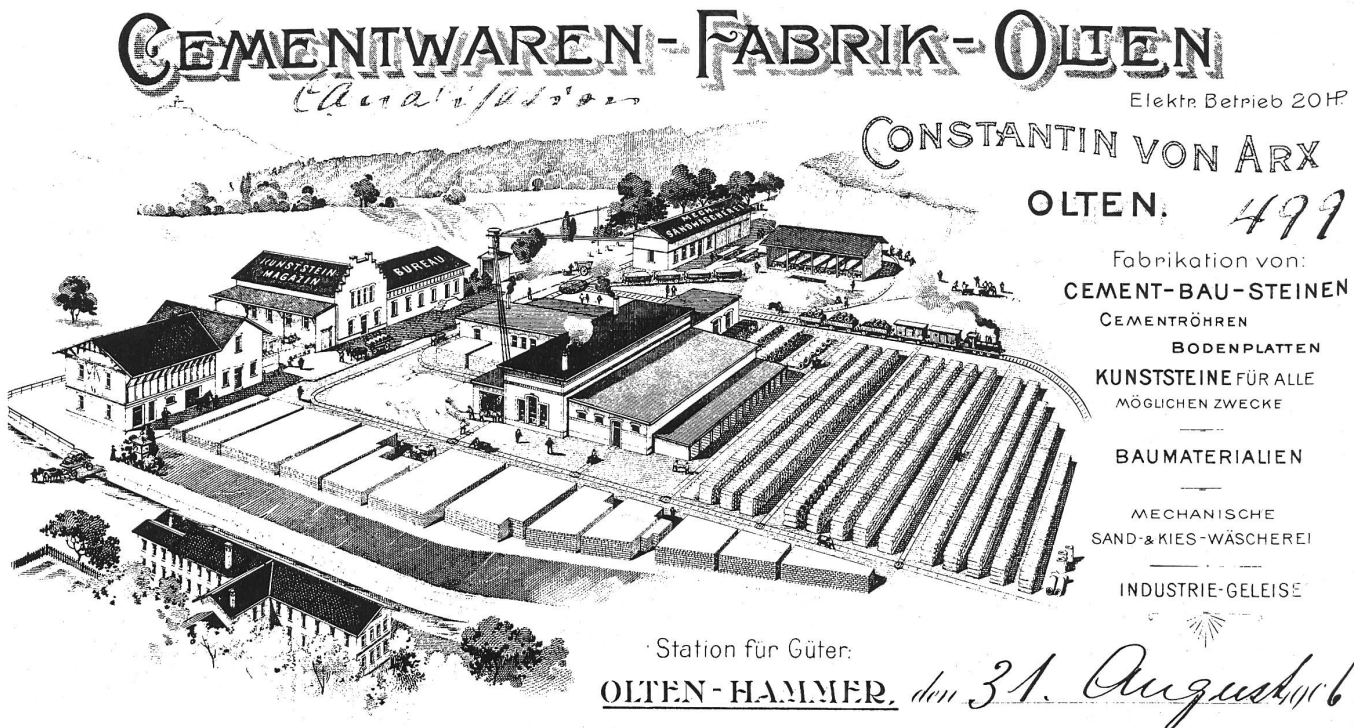 CEMENTWAREN-FABRIK-OLTEN
Canalisation
Elektr. Betrieb 20 HP.
CONSTANTIN VON ARX
OLTEN.
499
Fabrikation von:
CEMENT-BAU-STEINEN
CEMENTRÖHREN
BODENPLATTEN
KUNSTSTEINE FÜR ALLE
MÖGLICHEN ZWECKE
BAUMATERIALIEN
MECHANISCHE
SAND-&KIES-WÄSCHEREI
INDUSTRIE-GELEISE
MECH.
SANDWÄSCHEREI
KUNSTSTEIN
MAGAZIN
BUREAU
Station für Güter:
OLTEN-HAMMER, den 31. August 1906